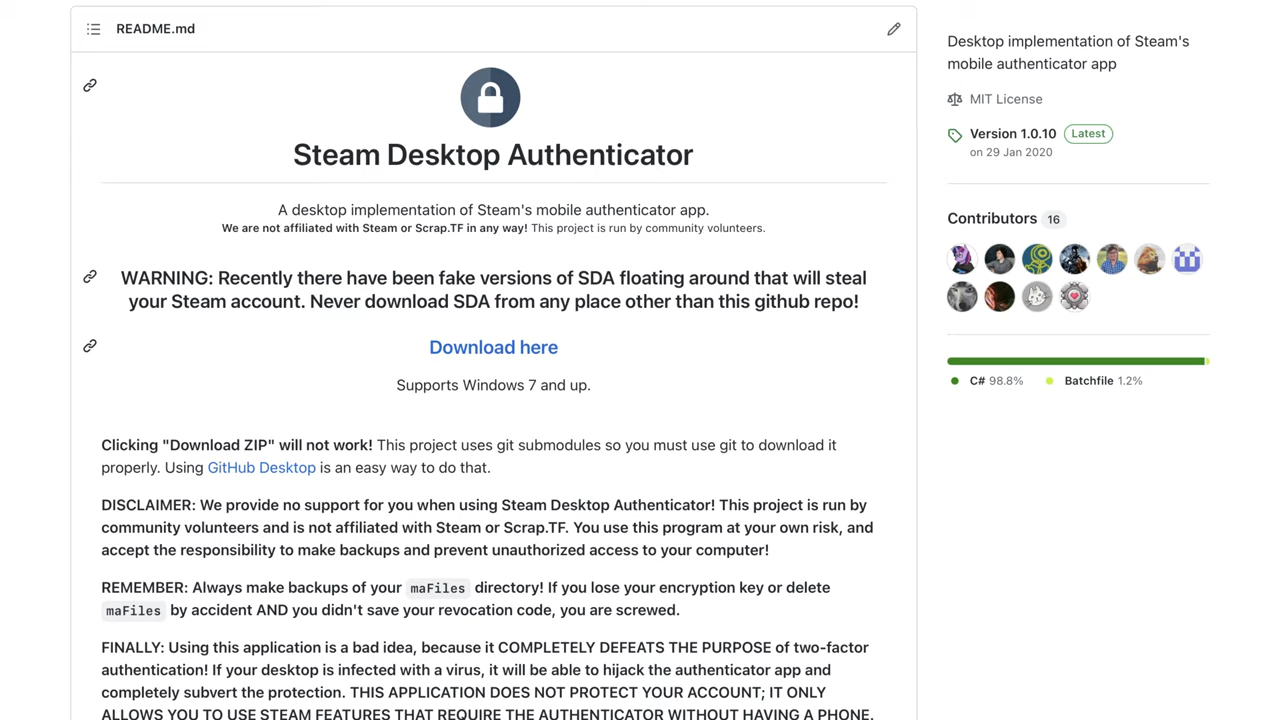 README.md
Steam Desktop Authenticator
A desktop implementation of Steam's mobile authenticator app.
We are not affiliated with Steam or Scrap.TF in any way! This project is run by community volunteers.
WARNING: Recently there have been fake versions of SDA floating around that will steal
your Steam account. Never download SDA from any place other than this github repo!
Download here
Supports Windows 7 and up.
Clicking "Download ZIP" will not work! This project uses git submodules so you must use git to download it
properly. Using GitHub Desktop is an easy way to do that.
DISCLAIMER: We provide no support for you when using Steam Desktop Authenticator! This project is run by
community volunteers and is not affiliated with Steam or Scrap.TF. You use this program at your own risk, and
accept the responsibility to make backups and prevent unauthorized access to your computer!
REMEMBER: Always make backups of your maFiles directory! If you lose your encryption key or delete
maFiles by accident AND you didn't save your revocation code, you are screwed.
FINALLY: Using this application is a bad idea, because it COMPLETELY DEFEATS THE PURPOSE of two-factor
authentication! If your desktop is infected with a virus, it will be able to hijack the authenticator app and
completely subvert the protection. THIS APPLICATION DOES NOT PROTECT YOUR ACCOUNT; IT ONLY
ALLOWS YOU TO USE STEAM FEATURES THAT REQUIRE THE AUTHENTICATOR WITHOUT HAVING A PHONE.
Desktop implementation of Steam's
mobile authenticator app
MIT License
Version 1.0.10 Latest
on 29 Jan 2020
Contributors 16
C# 98.8% Batchfile 1.2%